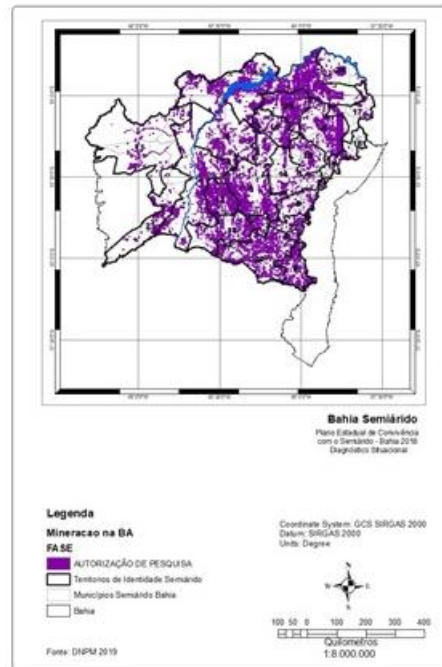 Bahia Semiárido
Plano Estadual de Convivência
com o Semiárido - Bahia 2018
Diagnóstico Situacional
Legenda
Mineracao na BA
FASE
AUTORIZAÇÃO DE PESQUISA
Territorios de Identidade Semiárido
Municípios Semiárido Bahia
Bahia
Fonte: DNPM 2019
Coordinate System: GCS SIRGAS 2000
Datum: SIRGAS 2000
Units: Degree
N
W
E
S
100 50 0 100 200 300 400
Quilometros
1:8.000.000